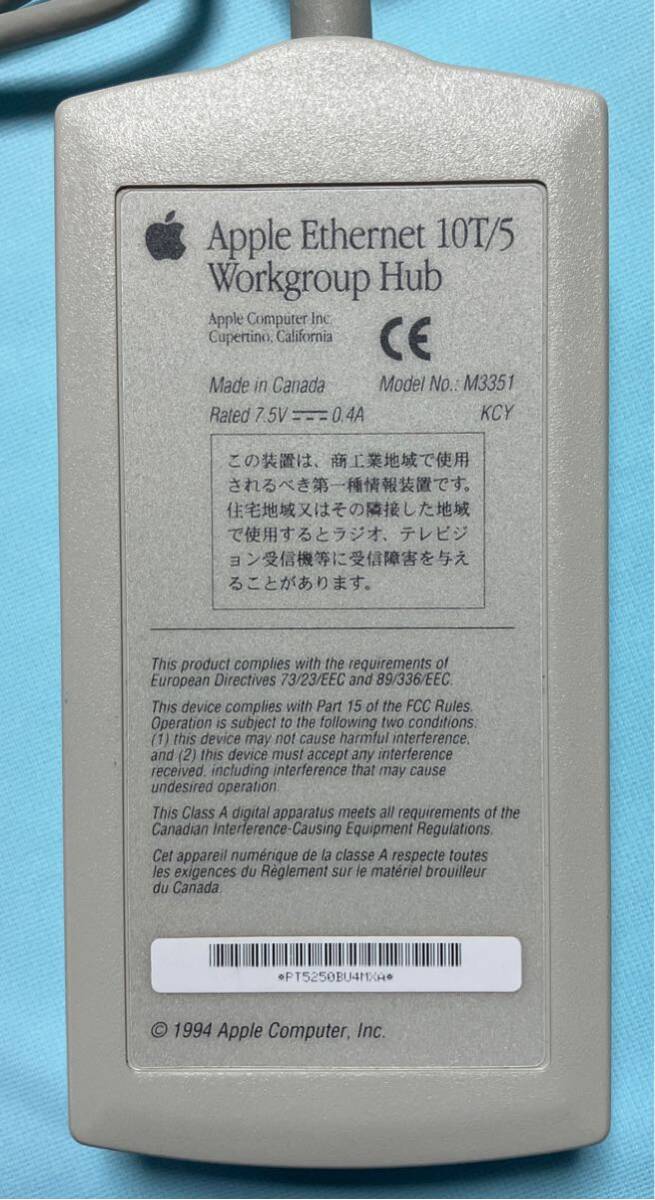 Apple Ethernet 10T/5
Workgroup Hub
Apple Computer Inc.
Cupertino, California
CE
Made in Canada Model No.: M3351
Rated 7.5V 0.4A KCY
この装置は、商工業地域で使用
されるべき第一種情報装置です。
住宅地域又はその隣接した地域
で使用するとラジオ、テレビジ
ョン受信機等に受信障害を与え
ることがあります。
This product complies with the requirements of
European Directives 73/23/EEC and 89/336/EEC.
This device complies with Part 15 of the FCC Rules.
Operation is subject to the following two conditions:
(1) this device may not cause harmful interference,
and (2) this device must accept any interference
received, including interference that may cause
undesired operation.
This Class A digital apparatus meets all requirements of the
Canadian Interference-Causing Equipment Regulations.
Cet appareil numérique de la classe A respecte toutes
les exigences du Règlement sur le matériel brouilleur
du Canada.
*PT5250BU4MXA*
© 1994 Apple Computer, Inc.